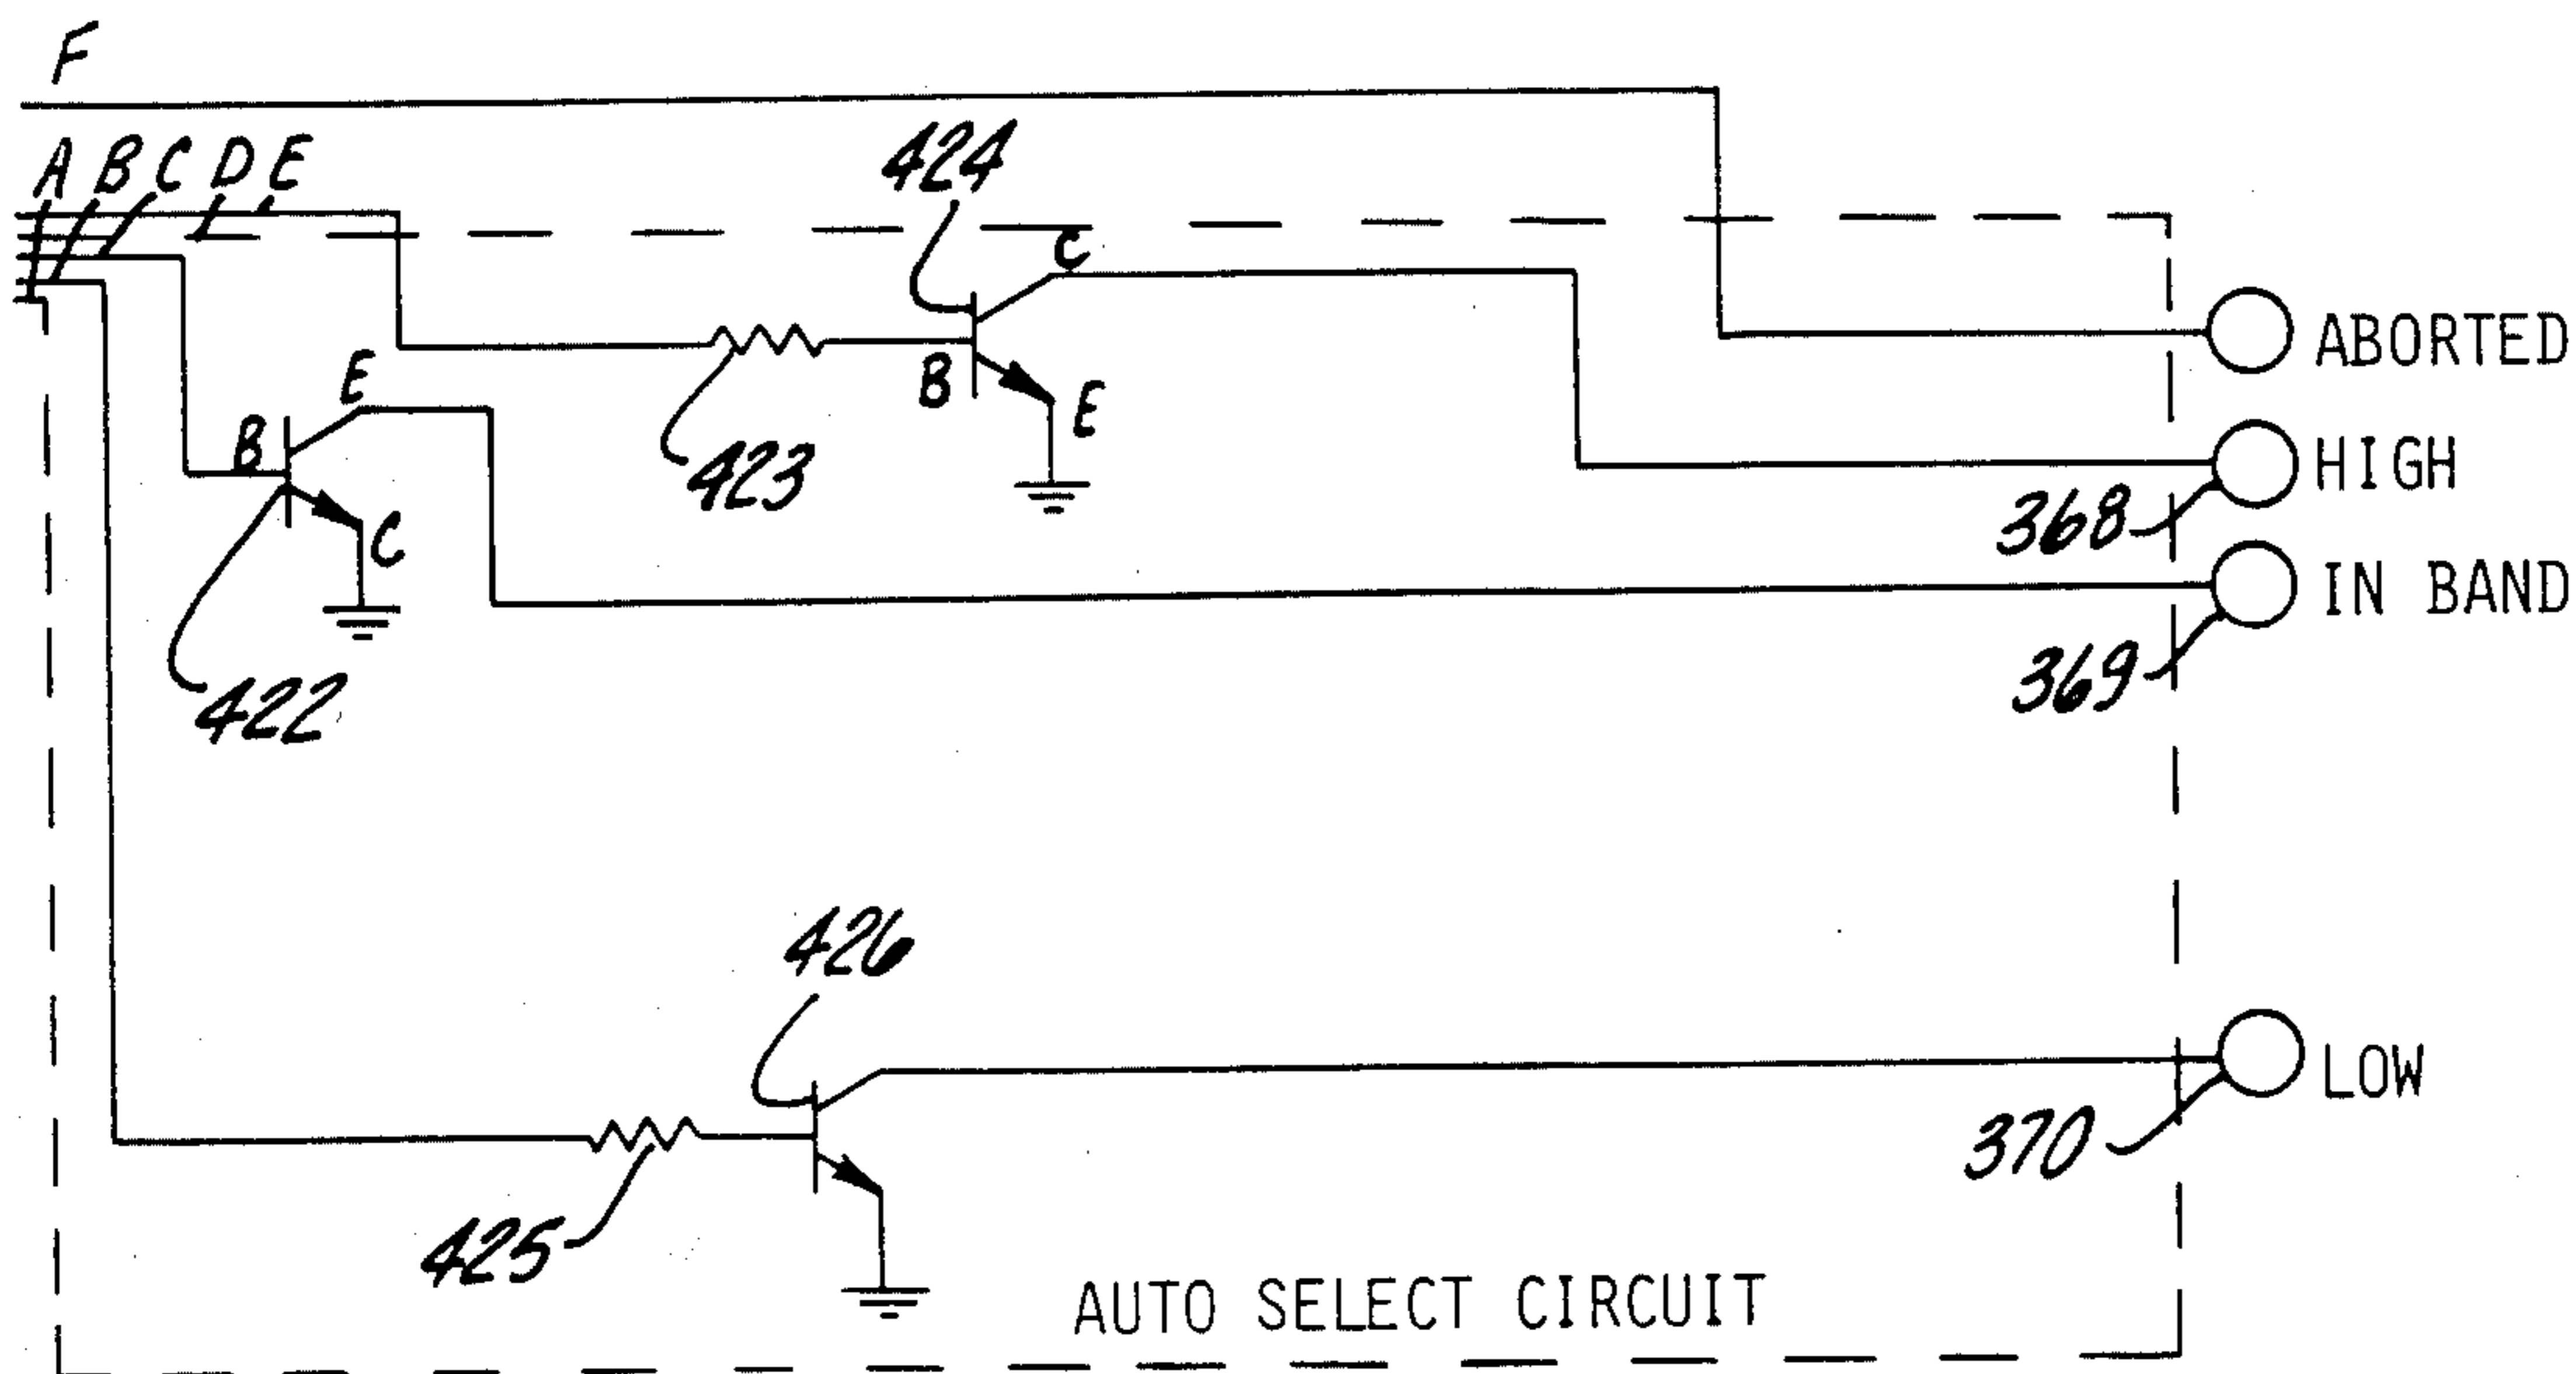 F
A B C D E
424
C
ABORTED
B
E
E
HIGH
B
423
368
C
IN BAND
422
369
426
LOW
370
425
AUTO SELECT CIRCUIT